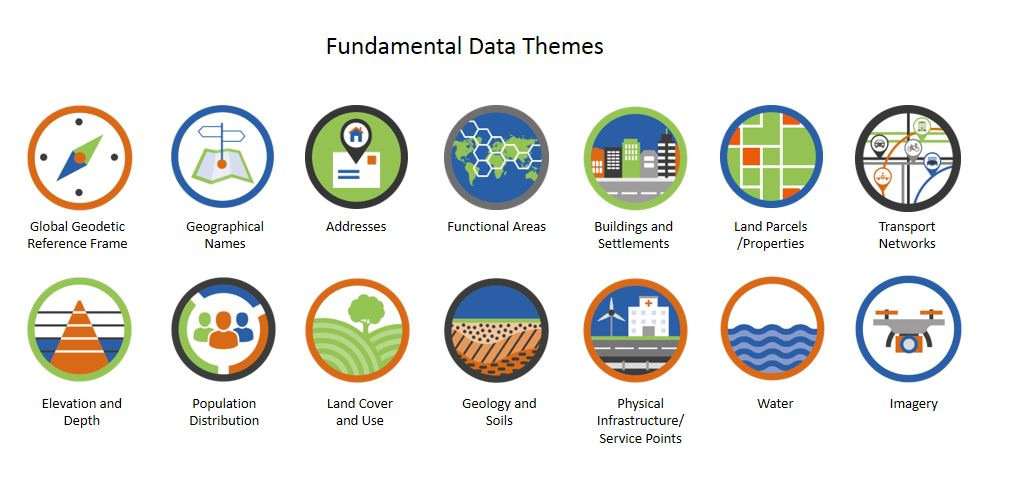 Fundamental Data Themes
Global Geodetic
Reference Frame
Geographical
Names
Addresses
Functional Areas
Buildings and
Settlements
Land Parcels
/Properties
Transport
Networks
Elevation and
Depth
Population
Distribution
Land Cover
and Use
Geology and
Soils
Physical
Infrastructure/
Service Points
Water
Imagery